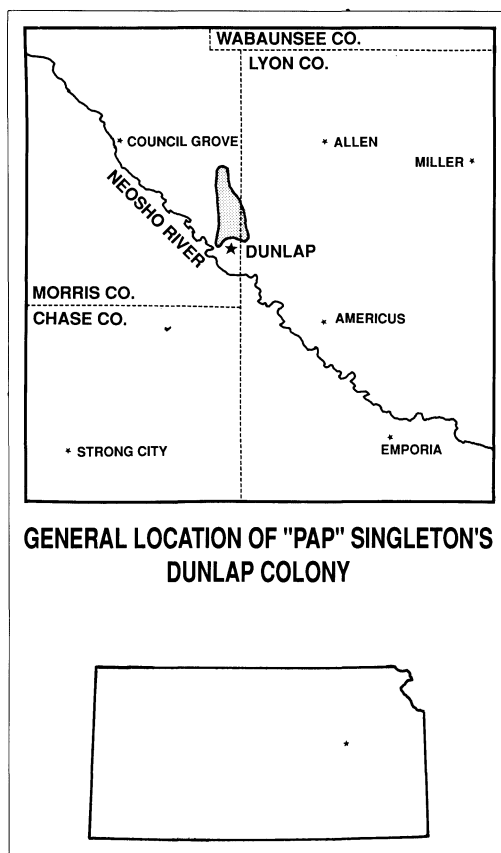 WABAUNSEE CO.
LYON CO.
COUNCIL GROVE
ALLEN
MILLER
NEOSHO RIVER
DUNLAP
MORRIS CO.
CHASE CO.
AMERICUS
STRONG CITY
EMPORIA
GENERAL LOCATION OF "PAP" SINGLETON'S
DUNLAP COLONY